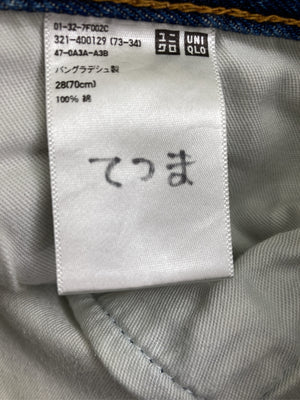 01-32-7F002C
321-400129 (73-34)
47-0A3A-A3B
ユニ
クロ
UNI
QLO
バングラデシュ製
28(70cm)
100% 綿
てつま